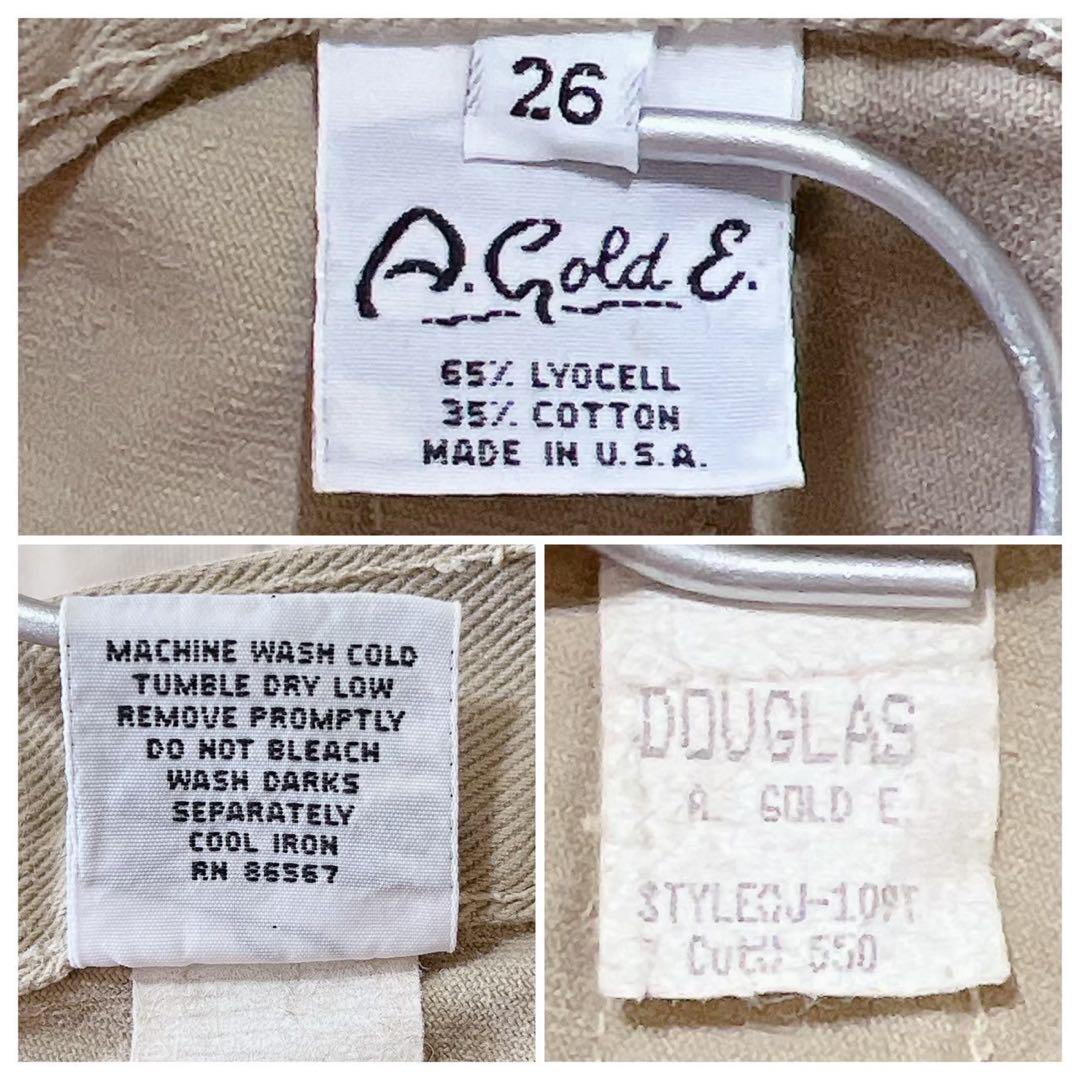 26
A. Gold E.
65% LYOCELL
35% COTTON
MADE IN U.S.A.
MACHINE WASH COLD
TUMBLE DRY LOW
REMOVE PROMPTLY
DO NOT BLEACH
WASH DARKS
SEPARATELY
COOL IRON
RN 86567
DOUGLAS
A GOLD E